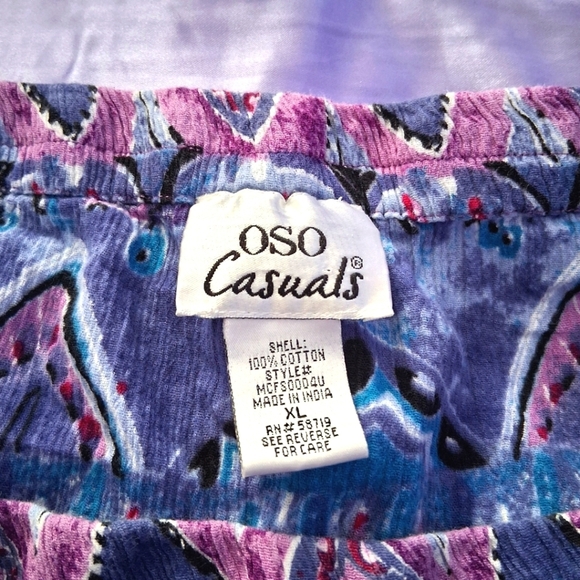 OSO
Casuals®
SHELL:
100% COTTON
STYLE#
MCFS0004U
MADE IN INDIA
XL
RN# 58719
SEE REVERSE
FOR CARE